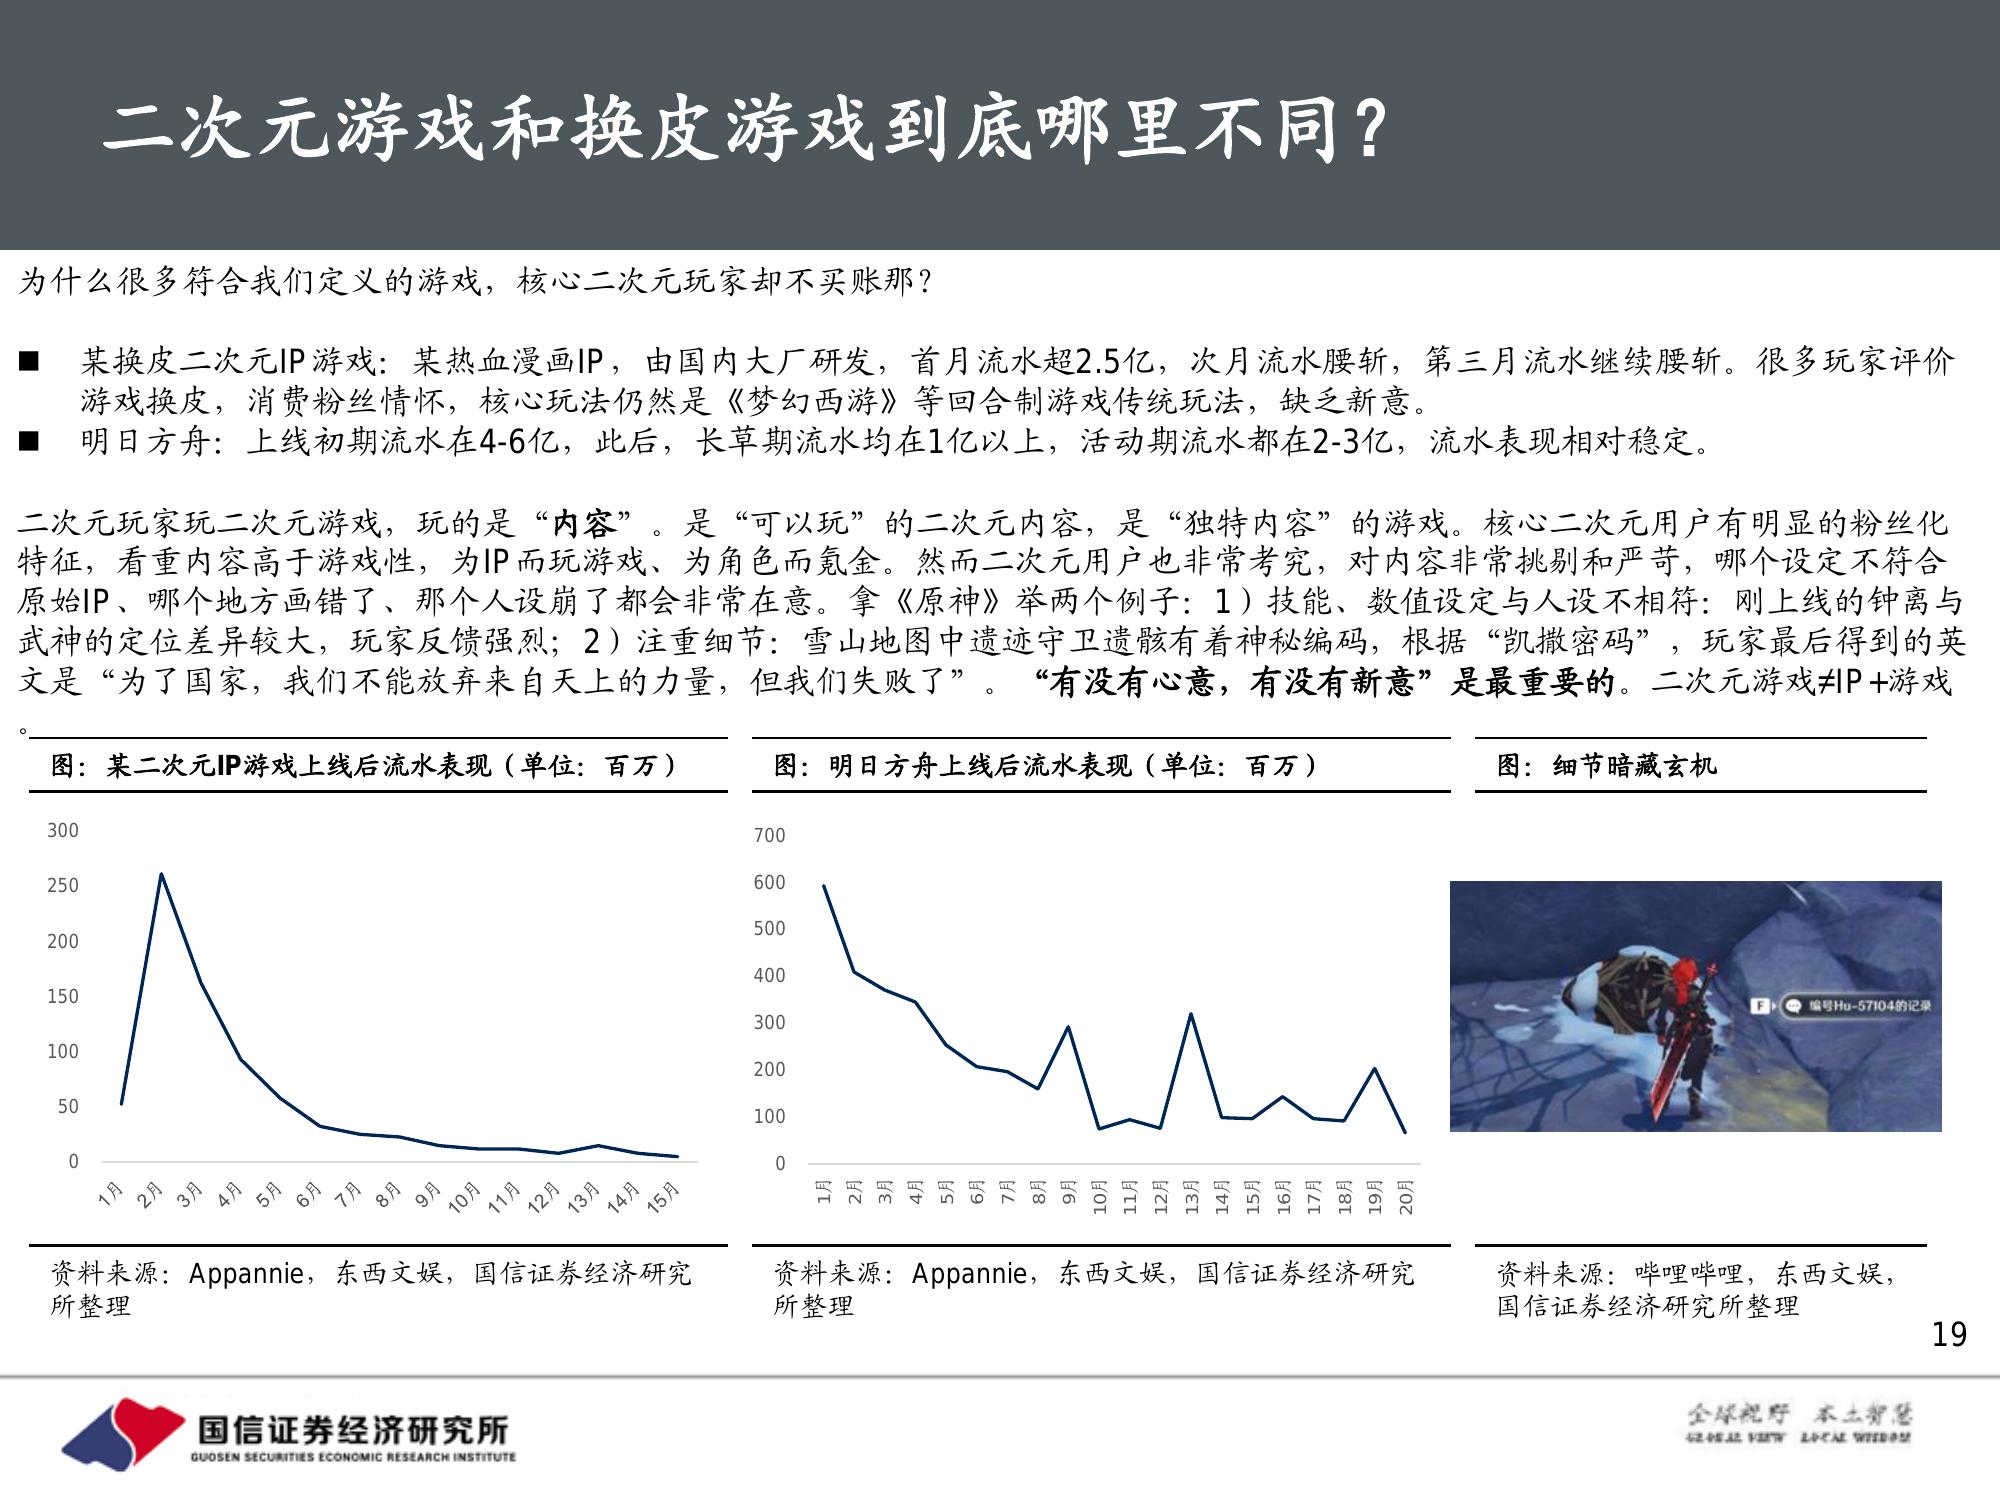 二次元游戏和换皮游戏到底哪里不同？
为什么很多符合我们定义的游戏，核心二次元玩家却不买账那？
■ 某换皮二次元IP游戏：某热血漫画IP，由国内大厂研发，首月流水超2.5亿，次月流水腰斩，第三月流水继续腰斩。很多玩家评价
游戏换皮，消费粉丝情怀，核心玩法仍然是《梦幻西游》等回合制游戏传统玩法，缺乏新意。
■ 明日方舟：上线初期流水在4-6亿，此后，长草期流水均在1亿以上，活动期流水都在2-3亿，流水表现相对稳定。
二次元玩家玩二次元游戏，玩的是“内容”。是“可以玩”的二次元内容，是“独特内容”的游戏。核心二次元用户有明显的粉丝化
特征，看重内容高于游戏性，为IP而玩游戏、为角色而氪金。然而二次元用户也非常考究，对内容非常挑剔和严苛，哪个设定不符合
原始IP、哪个地方画错了、那个人设崩了都会非常在意。拿《原神》举两个例子：1）技能、数值设定与人设不相符：刚上线的钟离与
武神的定位差异较大，玩家反馈强烈；2）注重细节：雪山地图中遗迹守卫遗骸有着神秘编码，根据“凯撒密码”，玩家最后得到的英
文是“为了国家，我们不能放弃来自天上的力量，但我们失败了”。“有没有心意，有没有新意”是最重要的。二次元游戏≠IP+游戏
。
图：某二次元IP游戏上线后流水表现（单位：百万）
300
250
200
150
100
50
0
1月 2月 3月 4月 5月 6月 7月 8月 9月 10月 11月 12月 13月 14月 15月
资料来源：Appannie，东西文娱，国信证券经济研究
所整理
图：明日方舟上线后流水表现（单位：百万）
700
600
500
400
300
200
100
0
1月 2月 3月 4月 5月 6月 7月 8月 9月 10月 11月 12月 13月 14月 15月 16月 17月 18月 19月 20月
资料来源：Appannie，东西文娱，国信证券经济研究
所整理
图：细节暗藏玄机
F 编号Hu-57104的记录
资料来源：哔哩哔哩，东西文娱，
国信证券经济研究所整理
19
国信证券经济研究所
GUOSEN SECURITIES ECONOMIC RESEARCH INSTITUTE
全球视野 本土智慧
GLOBAL VIEW LOCAL WISDOM